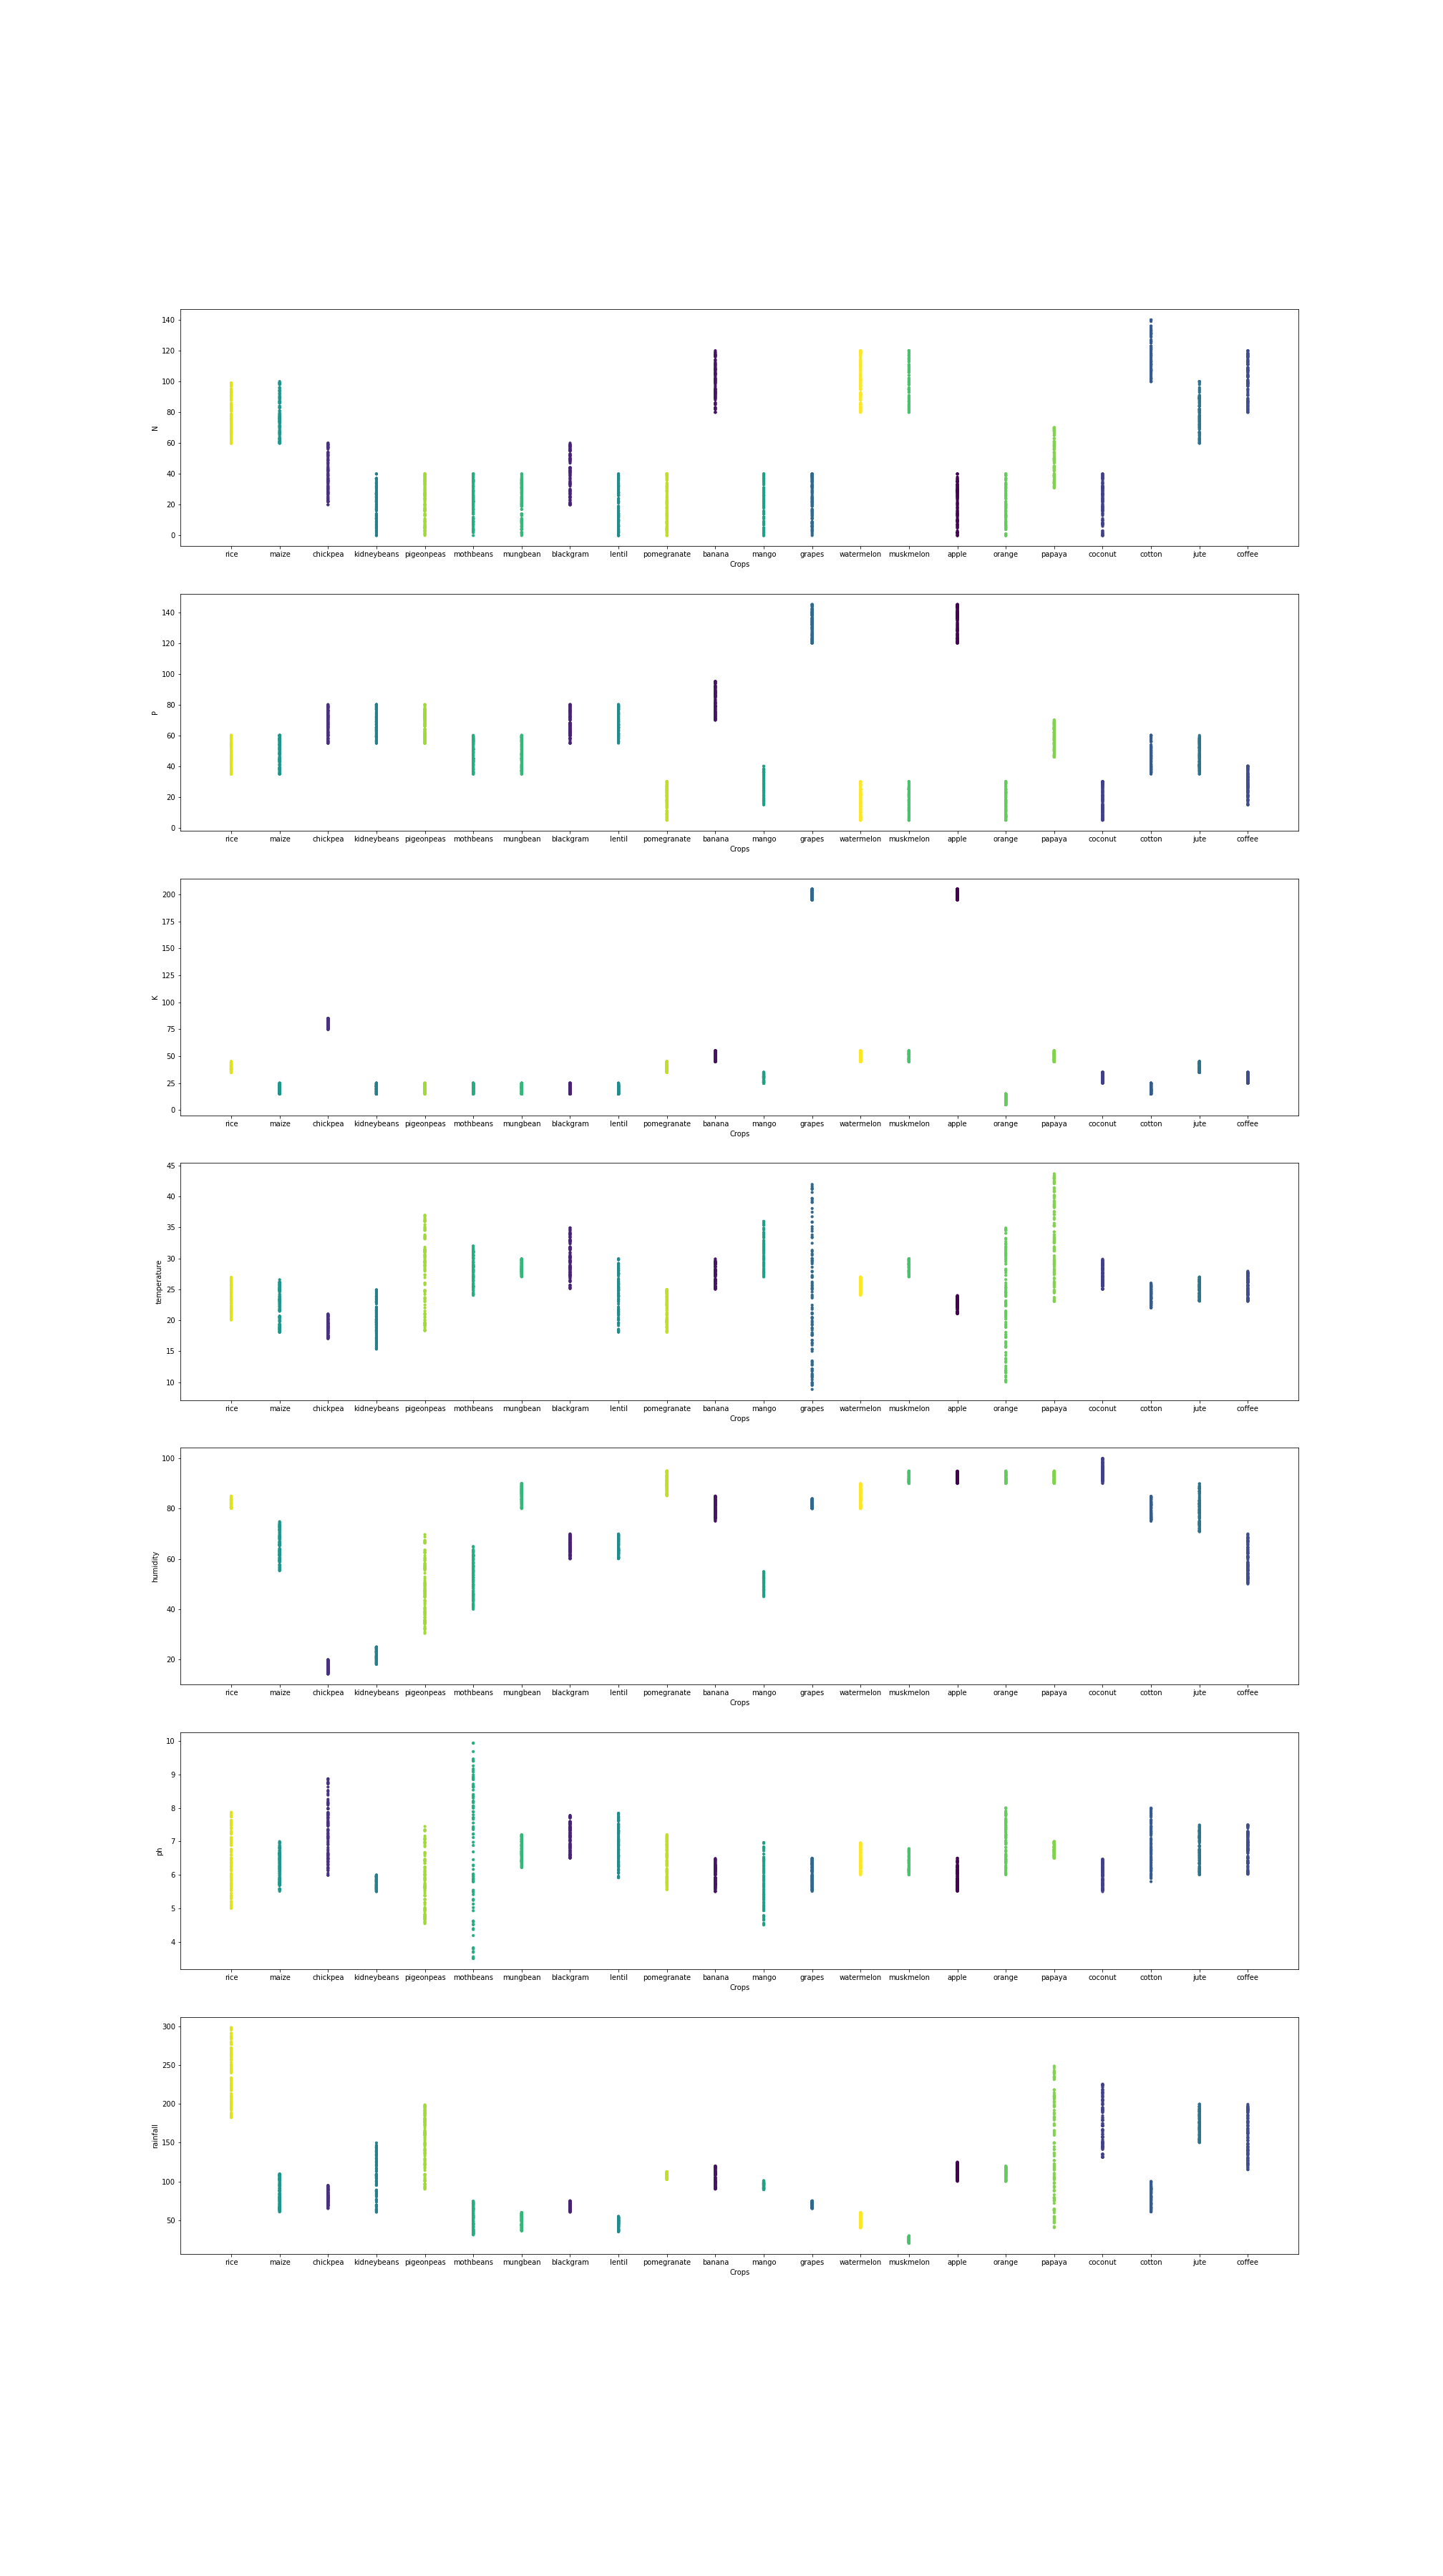 140
120
100
80
60
40
20
0
N
rice maize chickpea kidneybeans pigeonpeas mothbeans mungbean blackgram lentil pomegranate banana mango grapes watermelon muskmelon apple orange papaya coconut cotton jute coffee
Crops
140
120
100
80
60
40
20
0
P
rice maize chickpea kidneybeans pigeonpeas mothbeans mungbean blackgram lentil pomegranate banana mango grapes watermelon muskmelon apple orange papaya coconut cotton jute coffee
Crops
200
175
150
125
100
75
50
25
0
K
rice maize chickpea kidneybeans pigeonpeas mothbeans mungbean blackgram lentil pomegranate banana mango grapes watermelon muskmelon apple orange papaya coconut cotton jute coffee
Crops
45
40
35
30
25
20
15
10
temperature
rice maize chickpea kidneybeans pigeonpeas mothbeans mungbean blackgram lentil pomegranate banana mango grapes watermelon muskmelon apple orange papaya coconut cotton jute coffee
Crops
100
80
60
40
20
humidity
rice maize chickpea kidneybeans pigeonpeas mothbeans mungbean blackgram lentil pomegranate banana mango grapes watermelon muskmelon apple orange papaya coconut cotton jute coffee
Crops
10
9
8
7
6
5
4
ph
rice maize chickpea kidneybeans pigeonpeas mothbeans mungbean blackgram lentil pomegranate banana mango grapes watermelon muskmelon apple orange papaya coconut cotton jute coffee
Crops
300
250
200
150
100
50
rainfall
rice maize chickpea kidneybeans pigeonpeas mothbeans mungbean blackgram lentil pomegranate banana mango grapes watermelon muskmelon apple orange papaya coconut cotton jute coffee
Crops